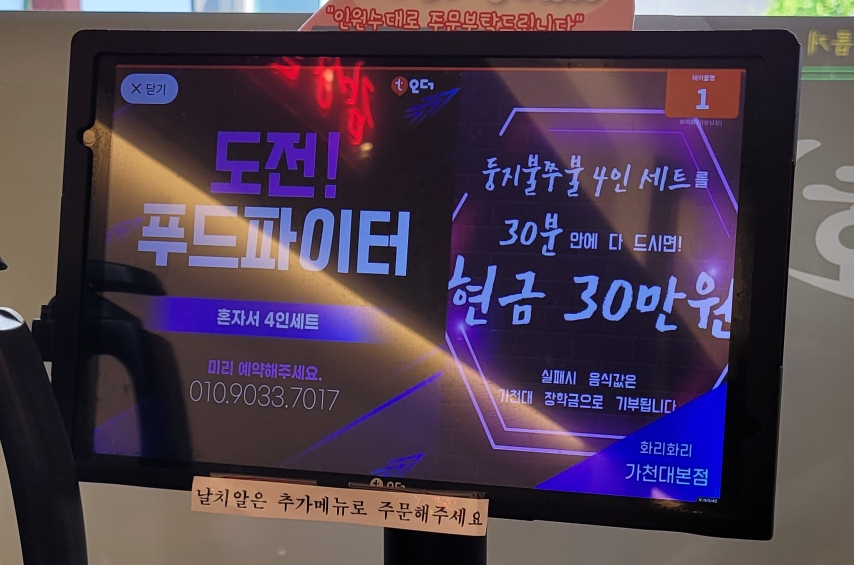 "인원수대로 주문부탁드립니다"
X 닫기
t오더
테이블명
1
도전!
푸드파이터
혼자서 4인세트
미리 예약해주세요.
010.9033.7017
둥지불쭈불 4인 세트를
30분 안에 다 드시면!
현금 30만원
실패시 음식값은
가천대 장학금으로 기부됩니다
화리화리
가천대본점
날치알은 추가메뉴로 주문해주세요